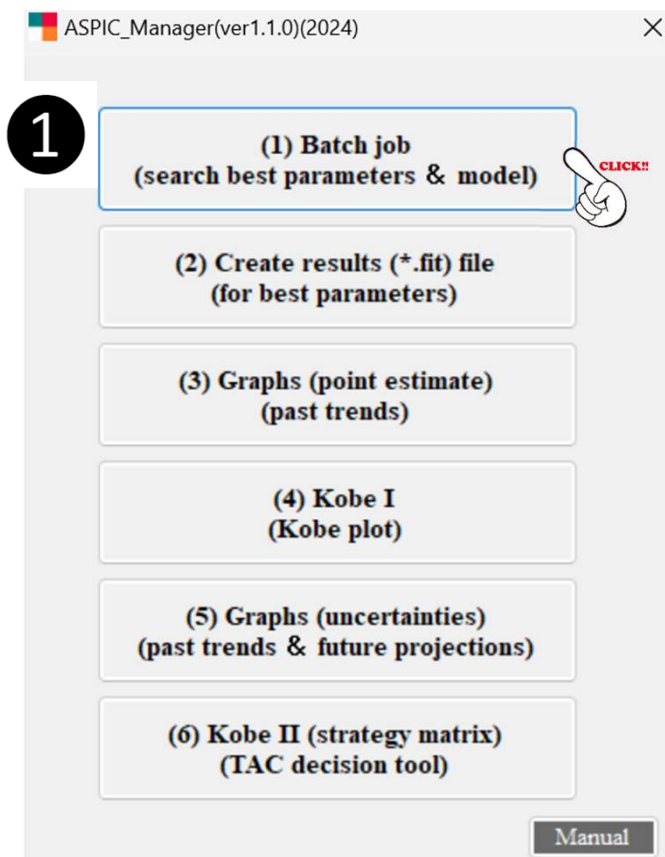 ASPIC_Manager(ver1.1.0)(2024)
1
(1) Batch job
(search best parameters & model)
CLICK!!
(2) Create results (*.fit) file
(for best parameters)
(3) Graphs (point estimate)
(past trends)
(4) Kobe I
(Kobe plot)
(5) Graphs (uncertainties)
(past trends & future projections)
(6) Kobe II (strategy matrix)
(TAC decision tool)
Manual